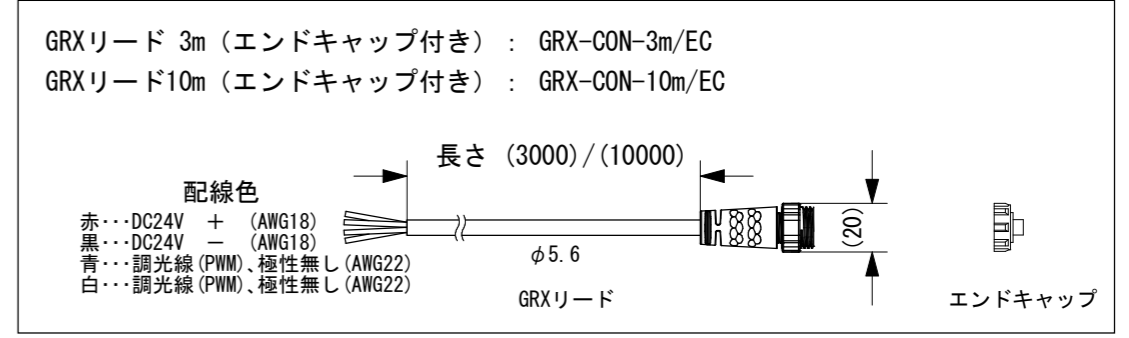 GRXリード 3m（エンドキャップ付き）： GRX-CON-3m/EC
GRXリード10m（エンドキャップ付き）： GRX-CON-10m/EC
長さ (3000)/(10000)
配線色
赤･･･DC24V ＋ (AWG18)
黒･･･DC24V － (AWG18)
青･･･調光線(PWM)、極性無し(AWG22)
白･･･調光線(PWM)、極性無し(AWG22)
φ5.6
(20)
GRXリード
エンドキャップ